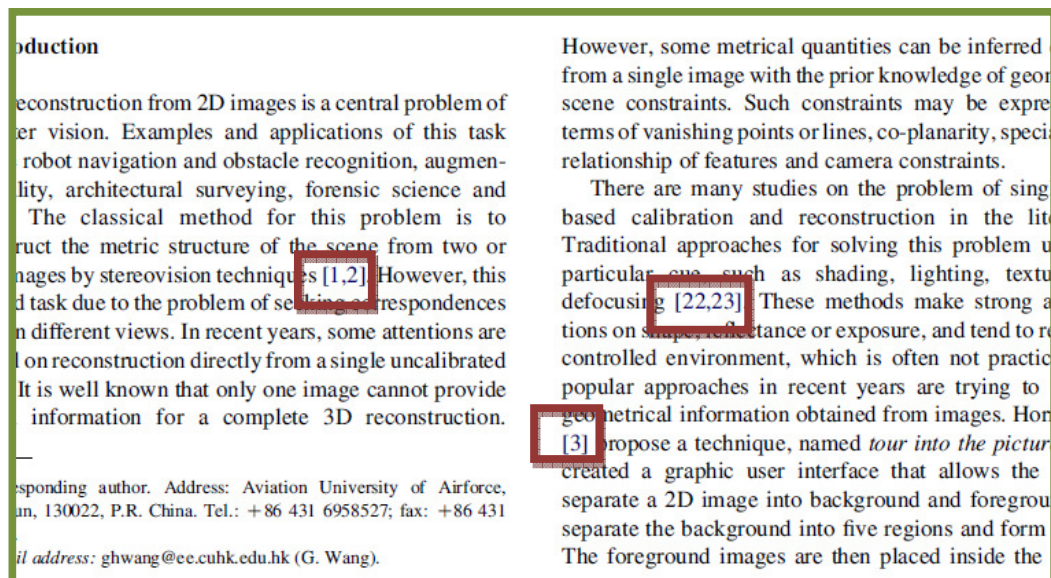 oduction
econstruction from 2D images is a central problem of
er vision. Examples and applications of this task
robot navigation and obstacle recognition, augmen-
lity, architectural surveying, forensic science and
The classical method for this problem is to
ruct the metric structure of the scene from two or
mages by stereovision techniques [1,2]. However, this
d task due to the problem of seeking correspondences
n different views. In recent years, some attentions are
l on reconstruction directly from a single uncalibrated
It is well known that only one image cannot provide
information for a complete 3D reconstruction.
esponding author. Address: Aviation University of Airforce,
un, 130022, P.R. China. Tel.: +86 431 6958527; fax: +86 431
il address: ghwang@ee.cuhk.edu.hk (G. Wang).
However, some metrical quantities can be inferred
from a single image with the prior knowledge of geom
scene constraints. Such constraints may be expre
terms of vanishing points or lines, co-planarity, specia
relationship of features and camera constraints.
There are many studies on the problem of sing
based calibration and reconstruction in the lite
Traditional approaches for solving this problem u
particular cue, such as shading, lighting, textu
defocusing [22,23]. These methods make strong a
tions on shape, reflectance or exposure, and tend to re
controlled environment, which is often not practic
popular approaches in recent years are trying to
geometrical information obtained from images. Hor
[3] propose a technique, named tour into the pictur
created a graphic user interface that allows the
separate a 2D image into background and foregrou
separate the background into five regions and form
The foreground images are then placed inside the